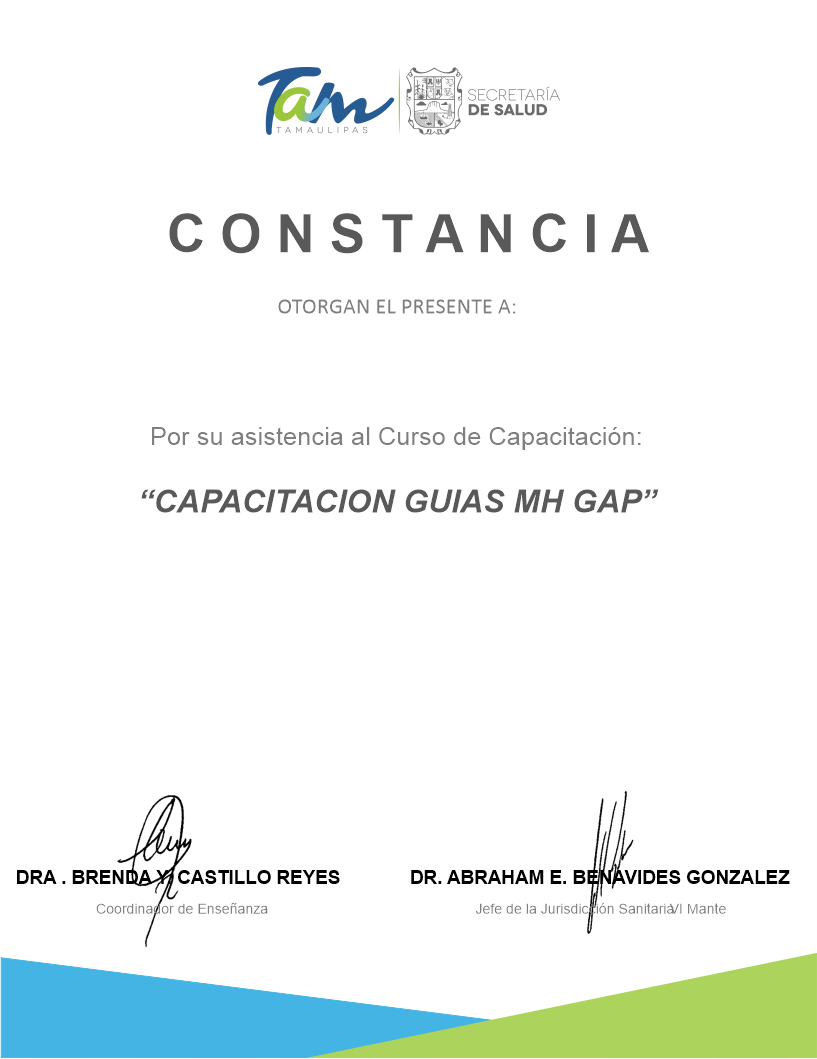 Tam
TAMAULIPAS
SECRETARÍA
DE SALUD
CONSTANCIA
OTORGAN EL PRESENTE A:
Por su asistencia al Curso de Capacitación:
“CAPACITACION GUIAS MH GAP”
DRA . BRENDA Y. CASTILLO REYES
Coordinador de Enseñanza
DR. ABRAHAM E. BENAVIDES GONZALEZ
Jefe de la Jurisdicción Sanitaria VI Mante